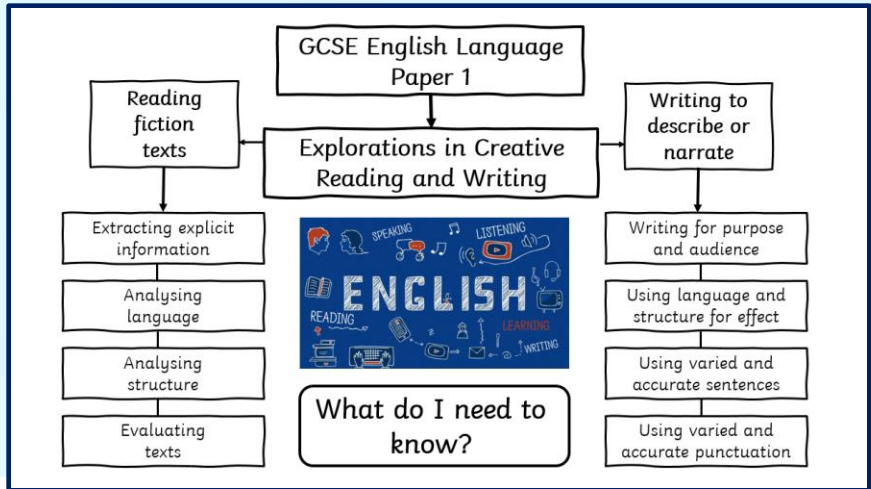 GCSE English Language
Paper 1
Reading
fiction
texts
Explorations in Creative
Reading and Writing
Writing to
describe or
narrate
Extracting explicit
information
Analysing
language
Analysing
structure
Evaluating
texts
SPEAKING
LISTENING
ENGLISH
READING
LEARNING
WRITING
What do I need to
know?
Writing for purpose
and audience
Using language and
structure for effect
Using varied and
accurate sentences
Using varied and
accurate punctuation